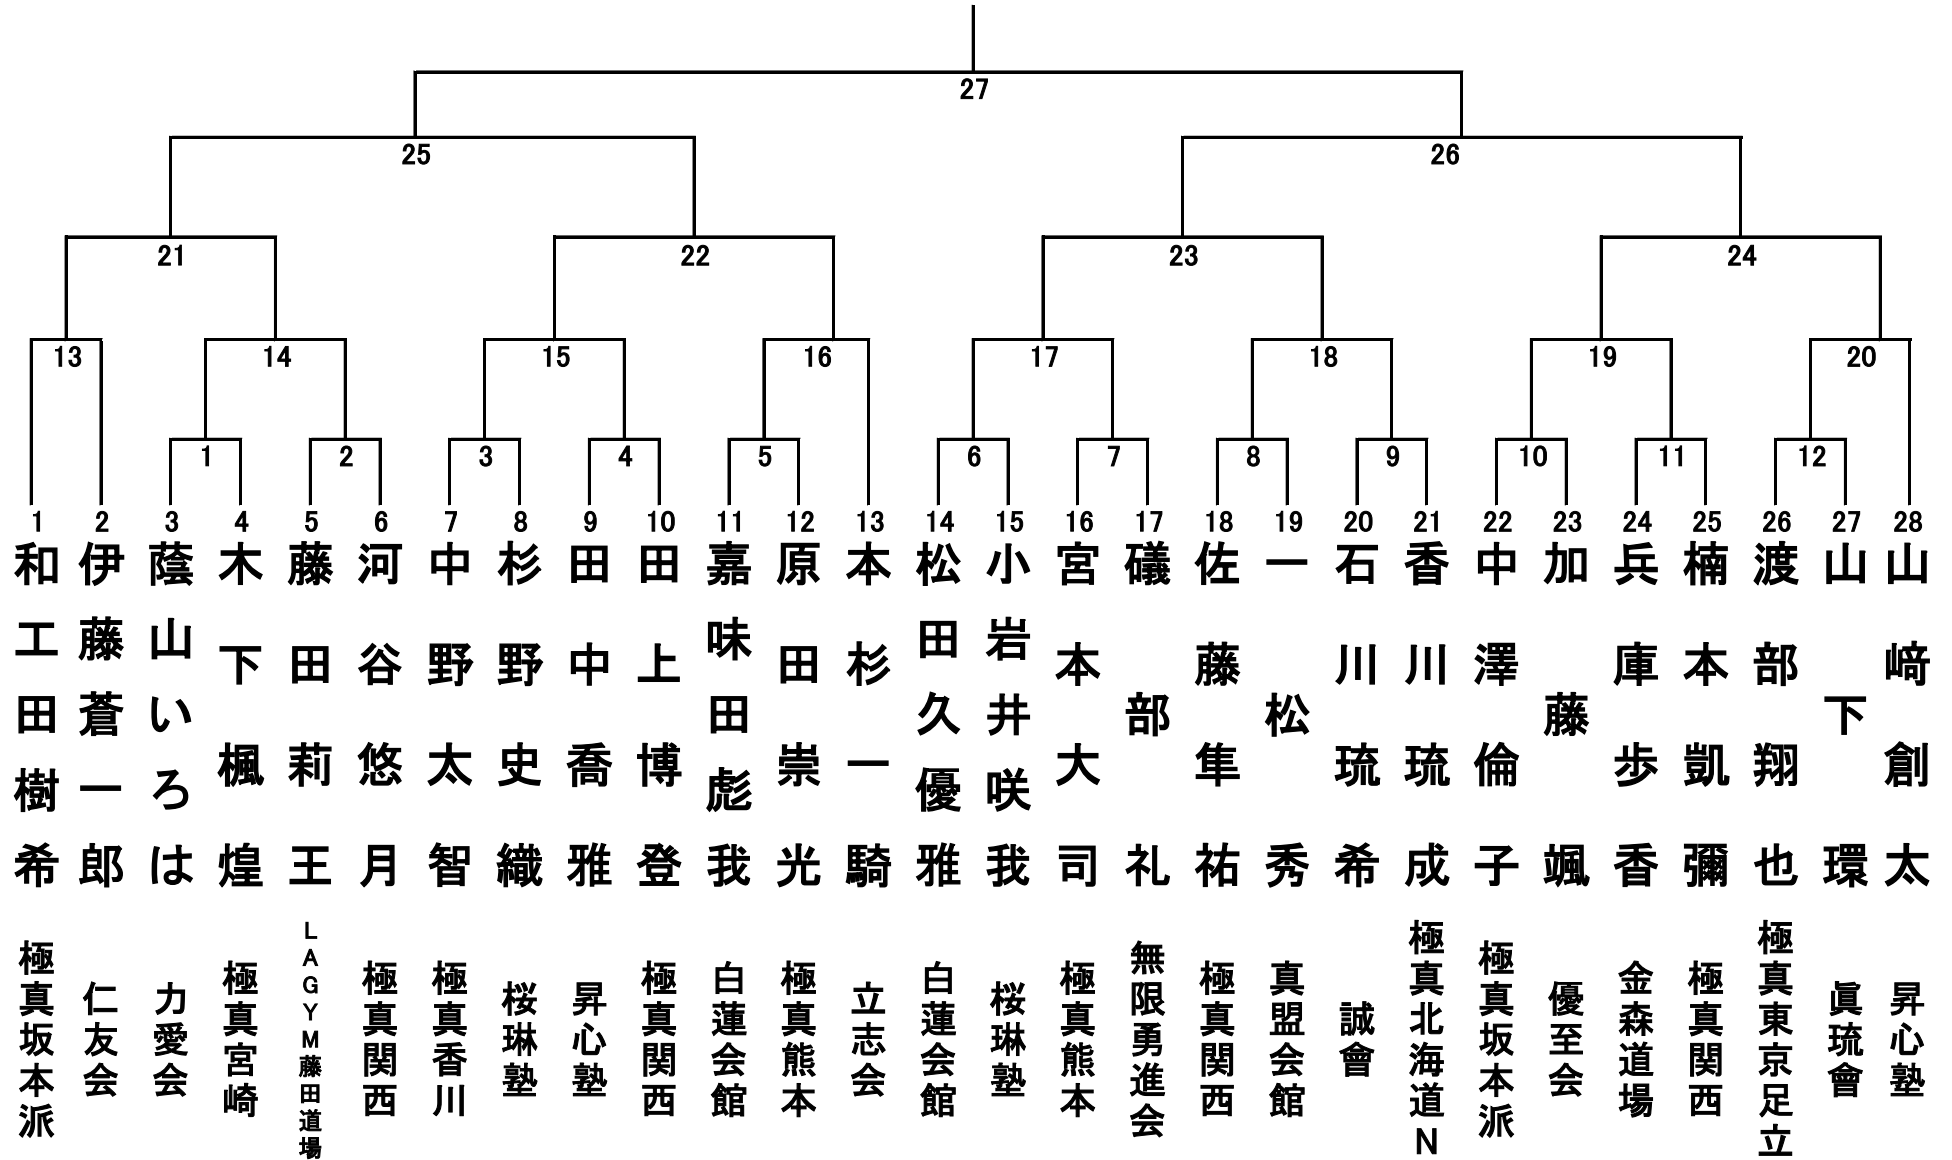 27
25 26
21 22 23 24
13 14 15 16 17 18 19 20
1 2 3 4 5 6 7 8 9 10 11 12
1 2 3 4 5 6 7 8 9 10 11 12 13 14 15 16 17 18 19 20 21 22 23 24 25 26 27 28
和工田樹希 極真坂本派
伊藤蒼一郎 仁友会
蔭山いろは 力愛会
木下楓煌 極真宮崎
藤田莉王 LAGYM藤田道場
河谷悠月 極真関西
中野太智 極真香川
杉野史織 桜琳塾
田中喬雅 昇心塾
田上博登 極真関西
嘉味田彪我 白蓮会館
原田崇光 極真熊本
本杉一騎 立志会
松田久優雅 白蓮会館
小岩井咲我 桜琳塾
宮本大司 極真熊本
礒部礼 無限勇進会
佐藤隼祐 極真関西
一松秀 真盟会館
石川琉希 誠會
香川琉成 極真北海道N
中澤倫子 極真坂本派
加藤颯 優至会
兵庫歩香 金森道場
楠本凱彌 極真関西
渡部翔也 極真東京足立
山下環 眞琉會
山﨑創太 昇心塾